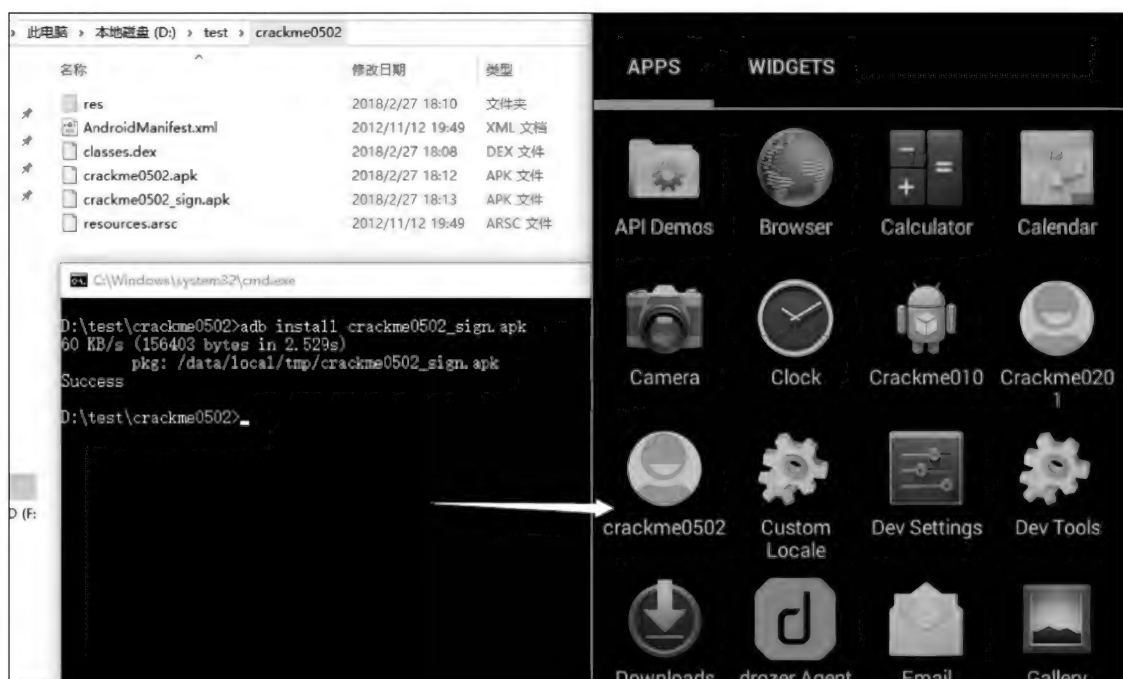 › 此电脑 › 本地磁盘 (D:) › test › crackme0502
名称 修改日期 类型
res 2018/2/27 18:10 文件夹
AndroidManifest.xml 2012/11/12 19:49 XML 文档
classes.dex 2018/2/27 18:08 DEX 文件
crackme0502.apk 2018/2/27 18:12 APK 文件
crackme0502_sign.apk 2018/2/27 18:13 APK 文件
resources.arsc 2012/11/12 19:49 ARSC 文件
C:\Windows\system32\cmd.exe
D:\test\crackme0502>adb install crackme0502_sign.apk
60 KB/s (156403 bytes in 2.529s)
pkg: /data/local/tmp/crackme0502_sign.apk
Success
D:\test\crackme0502>_
D (F:
APPS WIDGETS
API Demos Browser Calculator Calendar
Camera Clock Crackme010 Crackme020
1
crackme0502 Custom Dev Settings Dev Tools
Locale
Downloads drozer Agent Email Gallery